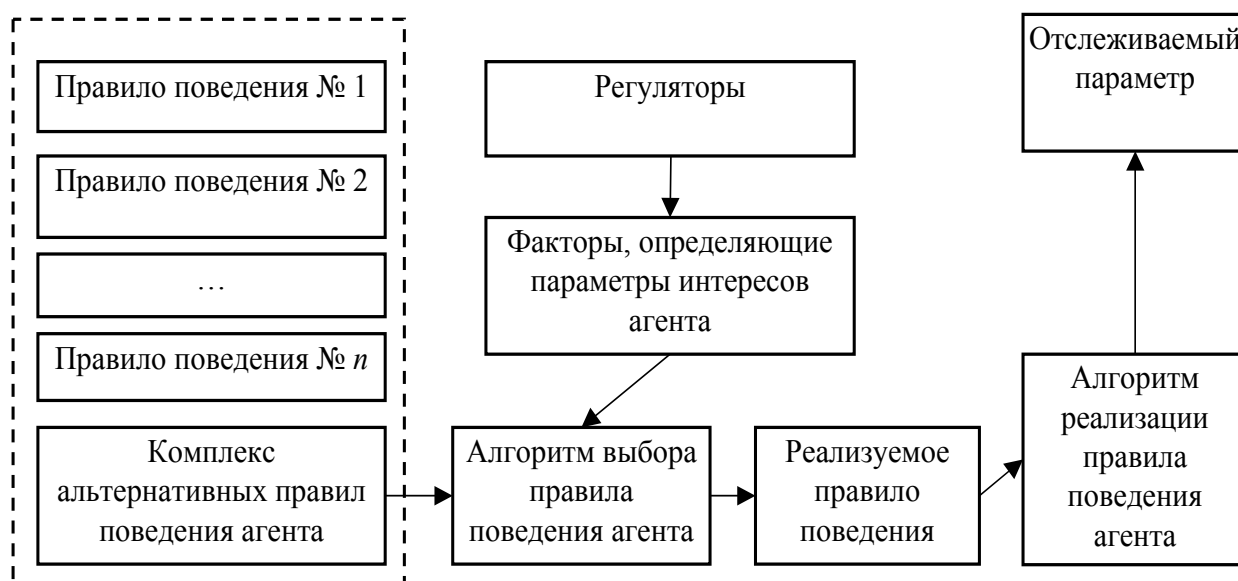 Правило поведения № 1
Правило поведения № 2
…
Правило поведения № n
Комплекс
альтернативных правил
поведения агента
Регуляторы
Факторы, определяющие
параметры интересов
агента
Алгоритм выбора
правила
поведения агента
Реализуемое
правило
поведения
Отслеживаемый
параметр
Алгоритм
реализации
правила
поведения
агента